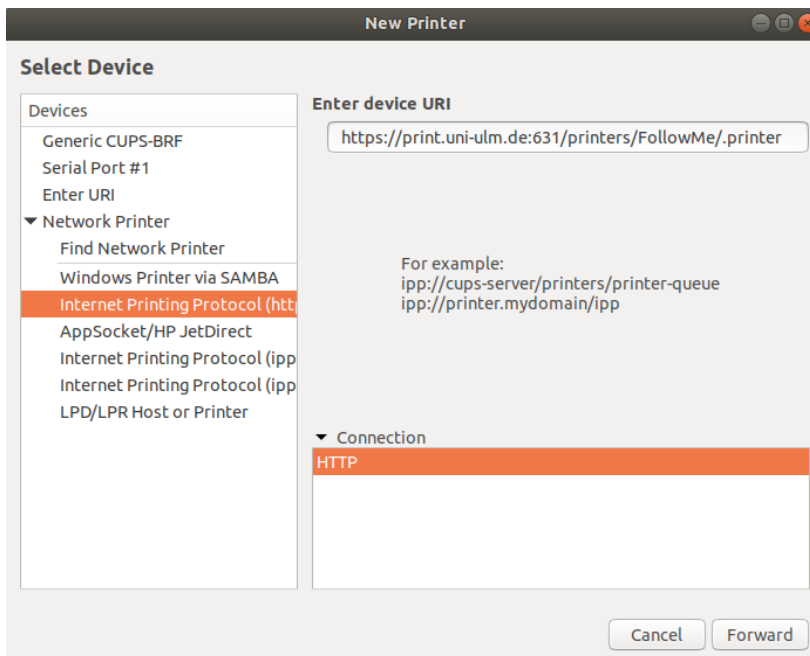 New Printer
Select Device
Devices
Generic CUPS-BRF
Serial Port #1
Enter URI
Network Printer
Find Network Printer
Windows Printer via SAMBA
Internet Printing Protocol (htt
AppSocket/HP JetDirect
Internet Printing Protocol (ipp
Internet Printing Protocol (ipp
LPD/LPR Host or Printer
Enter device URI
https://print.uni-ulm.de:631/printers/FollowMe/.printer
For example:
ipp://cups-server/printers/printer-queue
ipp://printer.mydomain/ipp
Connection
HTTP
Cancel
Forward